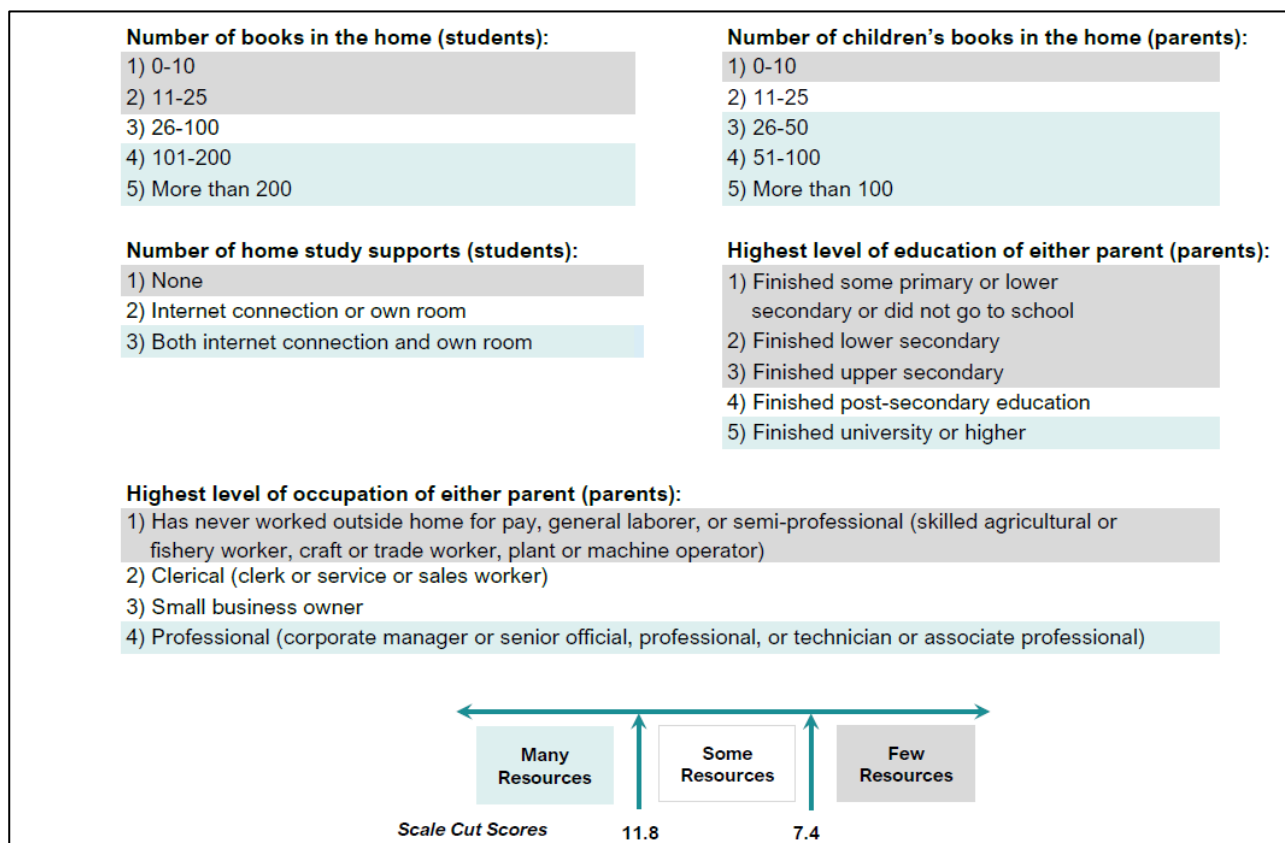 Number of books in the home (students):
1) 0-10
2) 11-25
3) 26-100
4) 101-200
5) More than 200
Number of children's books in the home (parents):
1) 0-10
2) 11-25
3) 26-50
4) 51-100
5) More than 100
Number of home study supports (students):
1) None
2) Internet connection or own room
3) Both internet connection and own room
Highest level of education of either parent (parents):
1) Finished some primary or lower
secondary or did not go to school
2) Finished lower secondary
3) Finished upper secondary
4) Finished post-secondary education
5) Finished university or higher
Highest level of occupation of either parent (parents):
1) Has never worked outside home for pay, general laborer, or semi-professional (skilled agricultural or
fishery worker, craft or trade worker, plant or machine operator)
2) Clerical (clerk or service or sales worker)
3) Small business owner
4) Professional (corporate manager or senior official, professional, or technician or associate professional)
Many
Resources
Some
Resources
Few
Resources
Scale Cut Scores 11.8 7.4